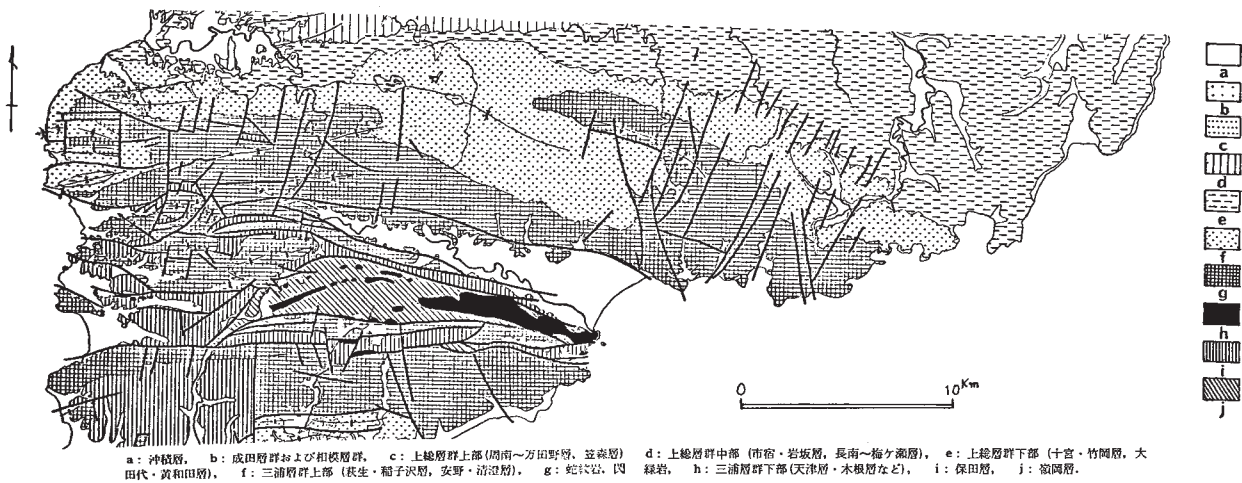 a
b
c
d
e
f
g
h
i
j
0 10Km
a: 沖積層, b: 成田層群および相模層群, c: 上総層群上部(周南〜万田野層, 笠森層) d: 上総層群中部(市宿・岩坂層, 長南〜梅ケ瀬層), e: 上総層群下部(十宮・竹岡層, 大
田代・黄和田層), f: 三浦層群上部(萩生・稲子沢層, 安野・清澄層), g: 蛇紋岩, 閃緑岩, h: 三浦層群下部(天津層・木根層など), i: 保田層, j: 嶺岡層.